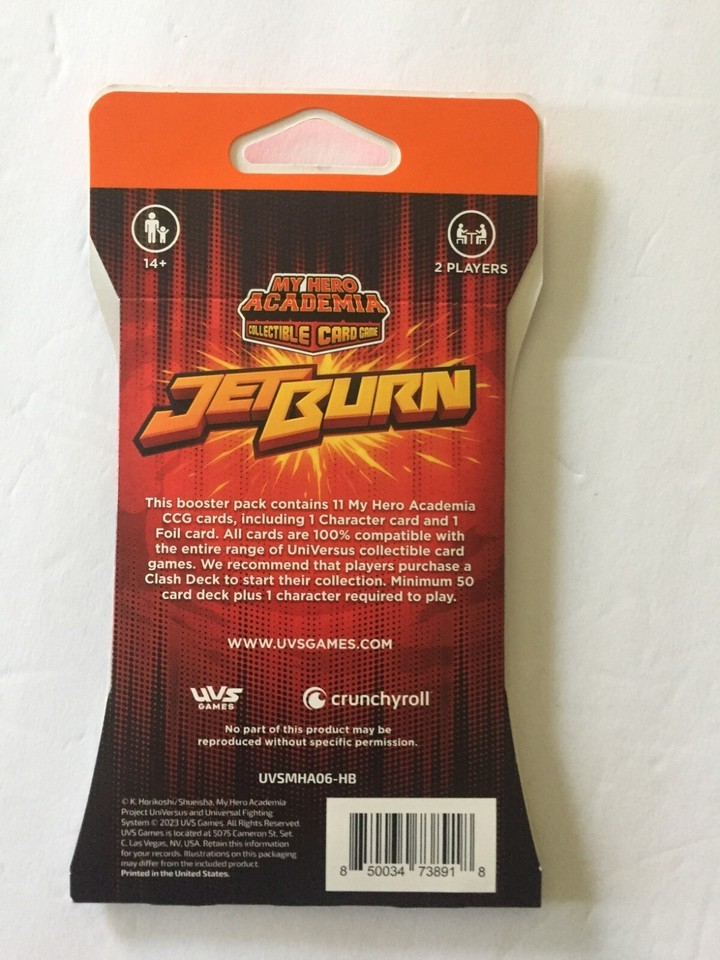 14+
2 PLAYERS
MY HERO
ACADEMIA
COLLECTIBLE CARD GAME
JET BURN
This booster pack contains 11 My Hero Academia
CCG cards, including 1 Character card and 1
Foil card. All cards are 100% compatible with
the entire range of UniVersus collectible card
games. We recommend that players purchase a
Clash Deck to start their collection. Minimum 50
card deck plus 1 character required to play.
WWW.UVSGAMES.COM
UVS
GAMES
crunchyroll
No part of this product may be
reproduced without specific permission.
UVSMHA06-HB
© K. Horikoshi/Shueisha, My Hero Academia
Project UniVersus and Universal Fighting
System © 2023 UVS Games. All Rights Reserved.
UVS Games is located at 5075 Cameron St. Set.
C, Las Vegas, NV, USA. Retain this information
for your records. Illustrations on this packaging
may differ from the included product.
Printed in the United States.
8 50034 73891 8